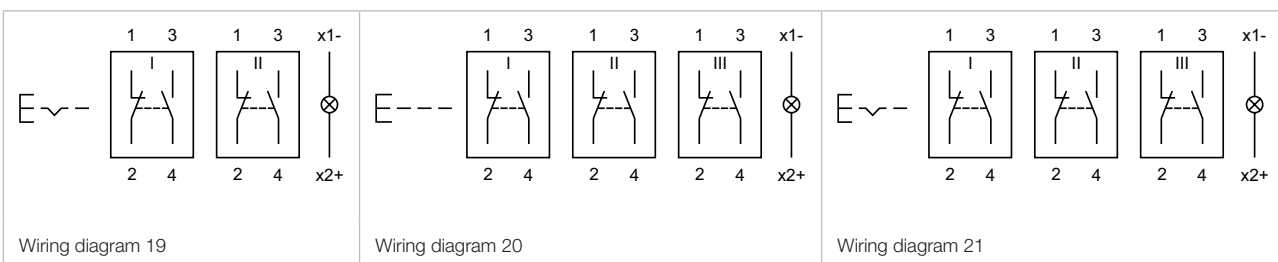 1 3 1 3 x1-
I II
2 4 2 4 x2+
Wiring diagram 19
1 3 1 3 1 3 x1-
I II III
2 4 2 4 2 4 x2+
Wiring diagram 20
1 3 1 3 1 3 x1-
I II III
2 4 2 4 2 4 x2+
Wiring diagram 21